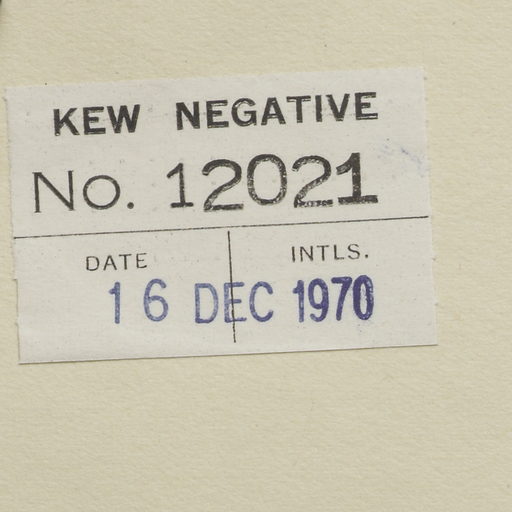 KEW NEGATIVE
No. 12021
DATE INTLS.
16 DEC 1970